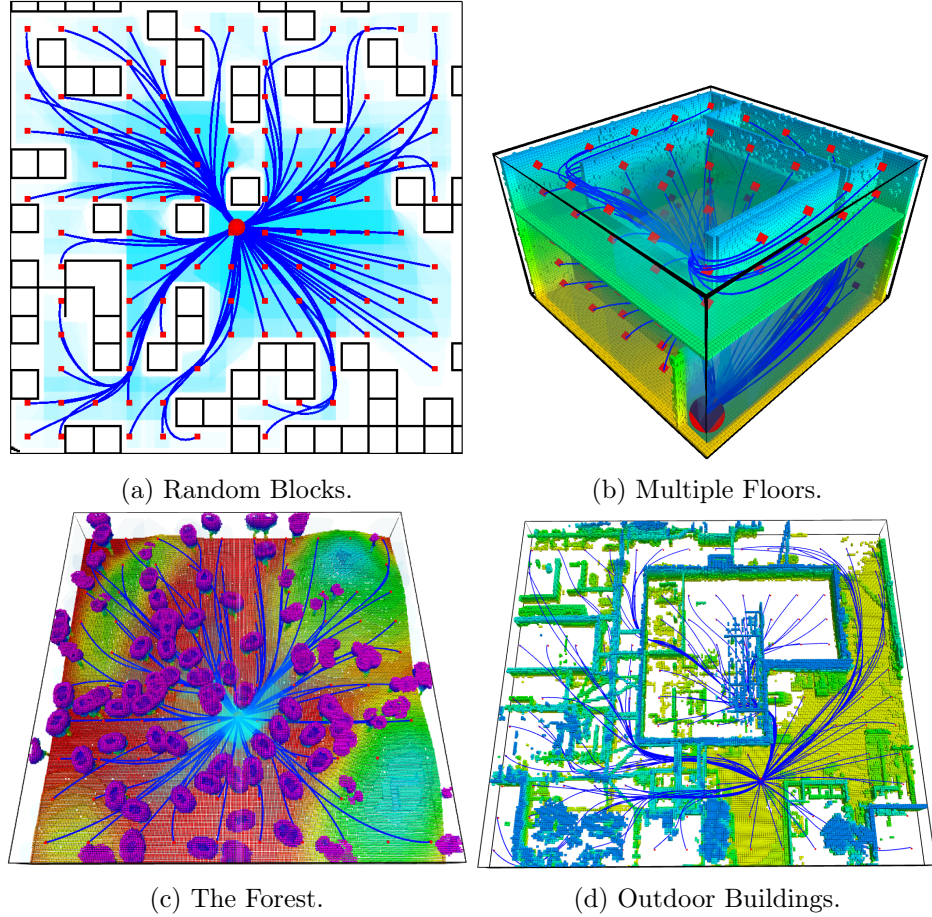 (a) Random Blocks.
(b) Multiple Floors.
(c) The Forest.
(d) Outdoor Buildings.